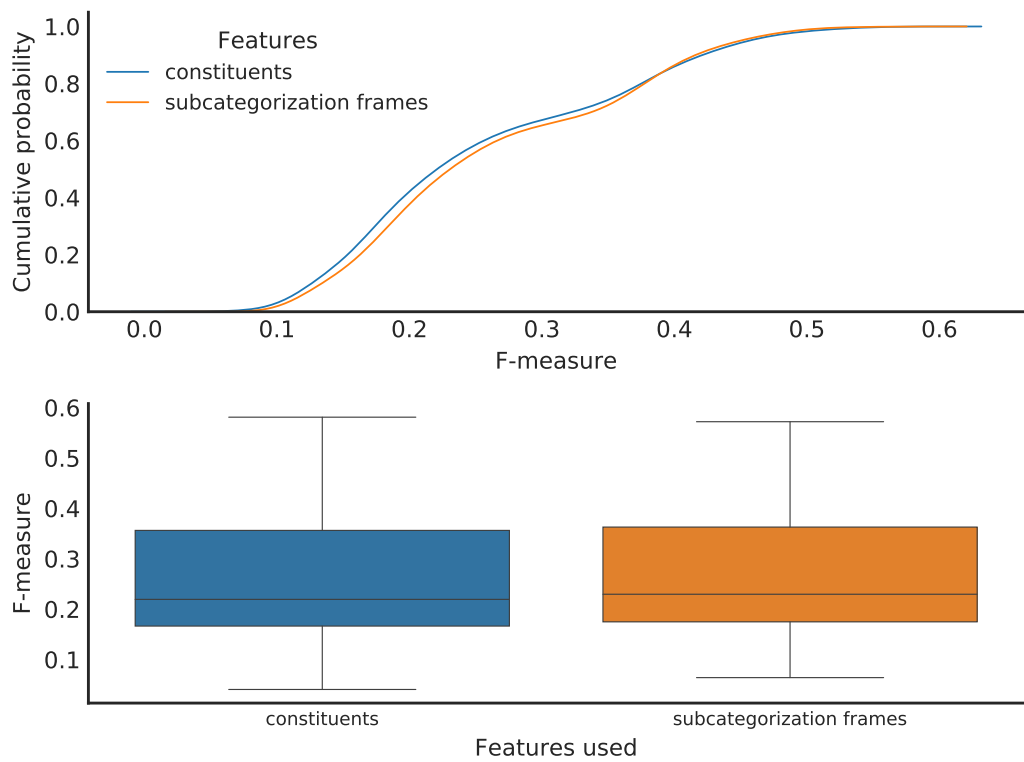 Cumulative probability
1.0
0.8
0.6
0.4
0.2
0.0
Features
constituents
subcategorization frames
0.0 0.1 0.2 0.3 0.4 0.5 0.6
F-measure
F-measure
0.6
0.5
0.4
0.3
0.2
0.1
constituents subcategorization frames
Features used